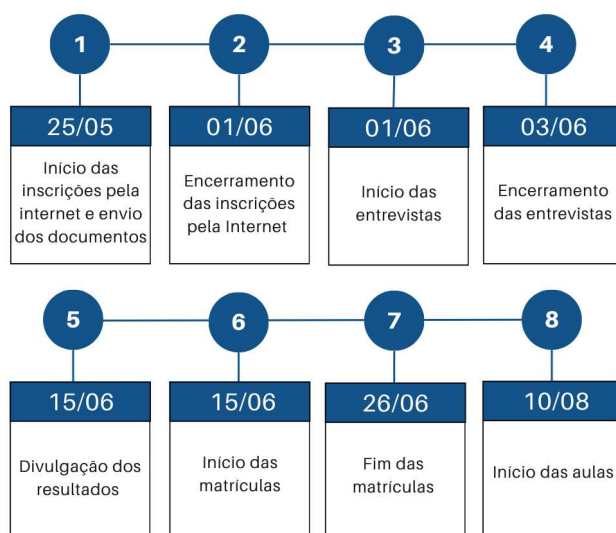 1
2
3
4
25/05
01/06
01/06
03/06
Início das
inscrições pela
internet e envio
dos documentos
Encerramento
das inscrições
pela Internet
Início das
entrevistas
Encerramento
das entrevistas
5
6
7
8
15/06
15/06
26/06
10/08
Divulgação dos
resultados
Início das
matrículas
Fim das
matrículas
Início das aulas